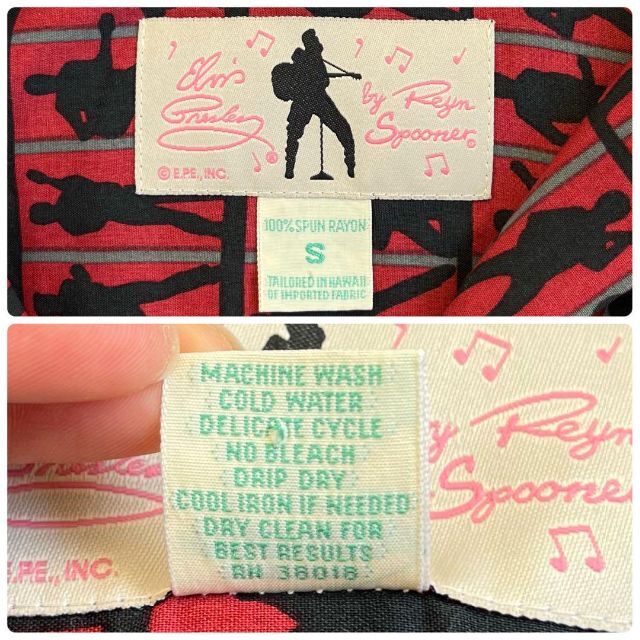 Elvis
Presley®
by Reyn
Spooner®
© E.P.E., INC.
100% SPUN RAYON
S
TAILORED IN HAWAII
OF IMPORTED FABRIC
MACHINE WASH
COLD WATER
DELICATE CYCLE
NO BLEACH
DRIP DRY
COOL IRON IF NEEDED
DRY CLEAN FOR
BEST RESULTS
RN 38018
Presley
by Reyn
Spooner®
E.P.E., INC.